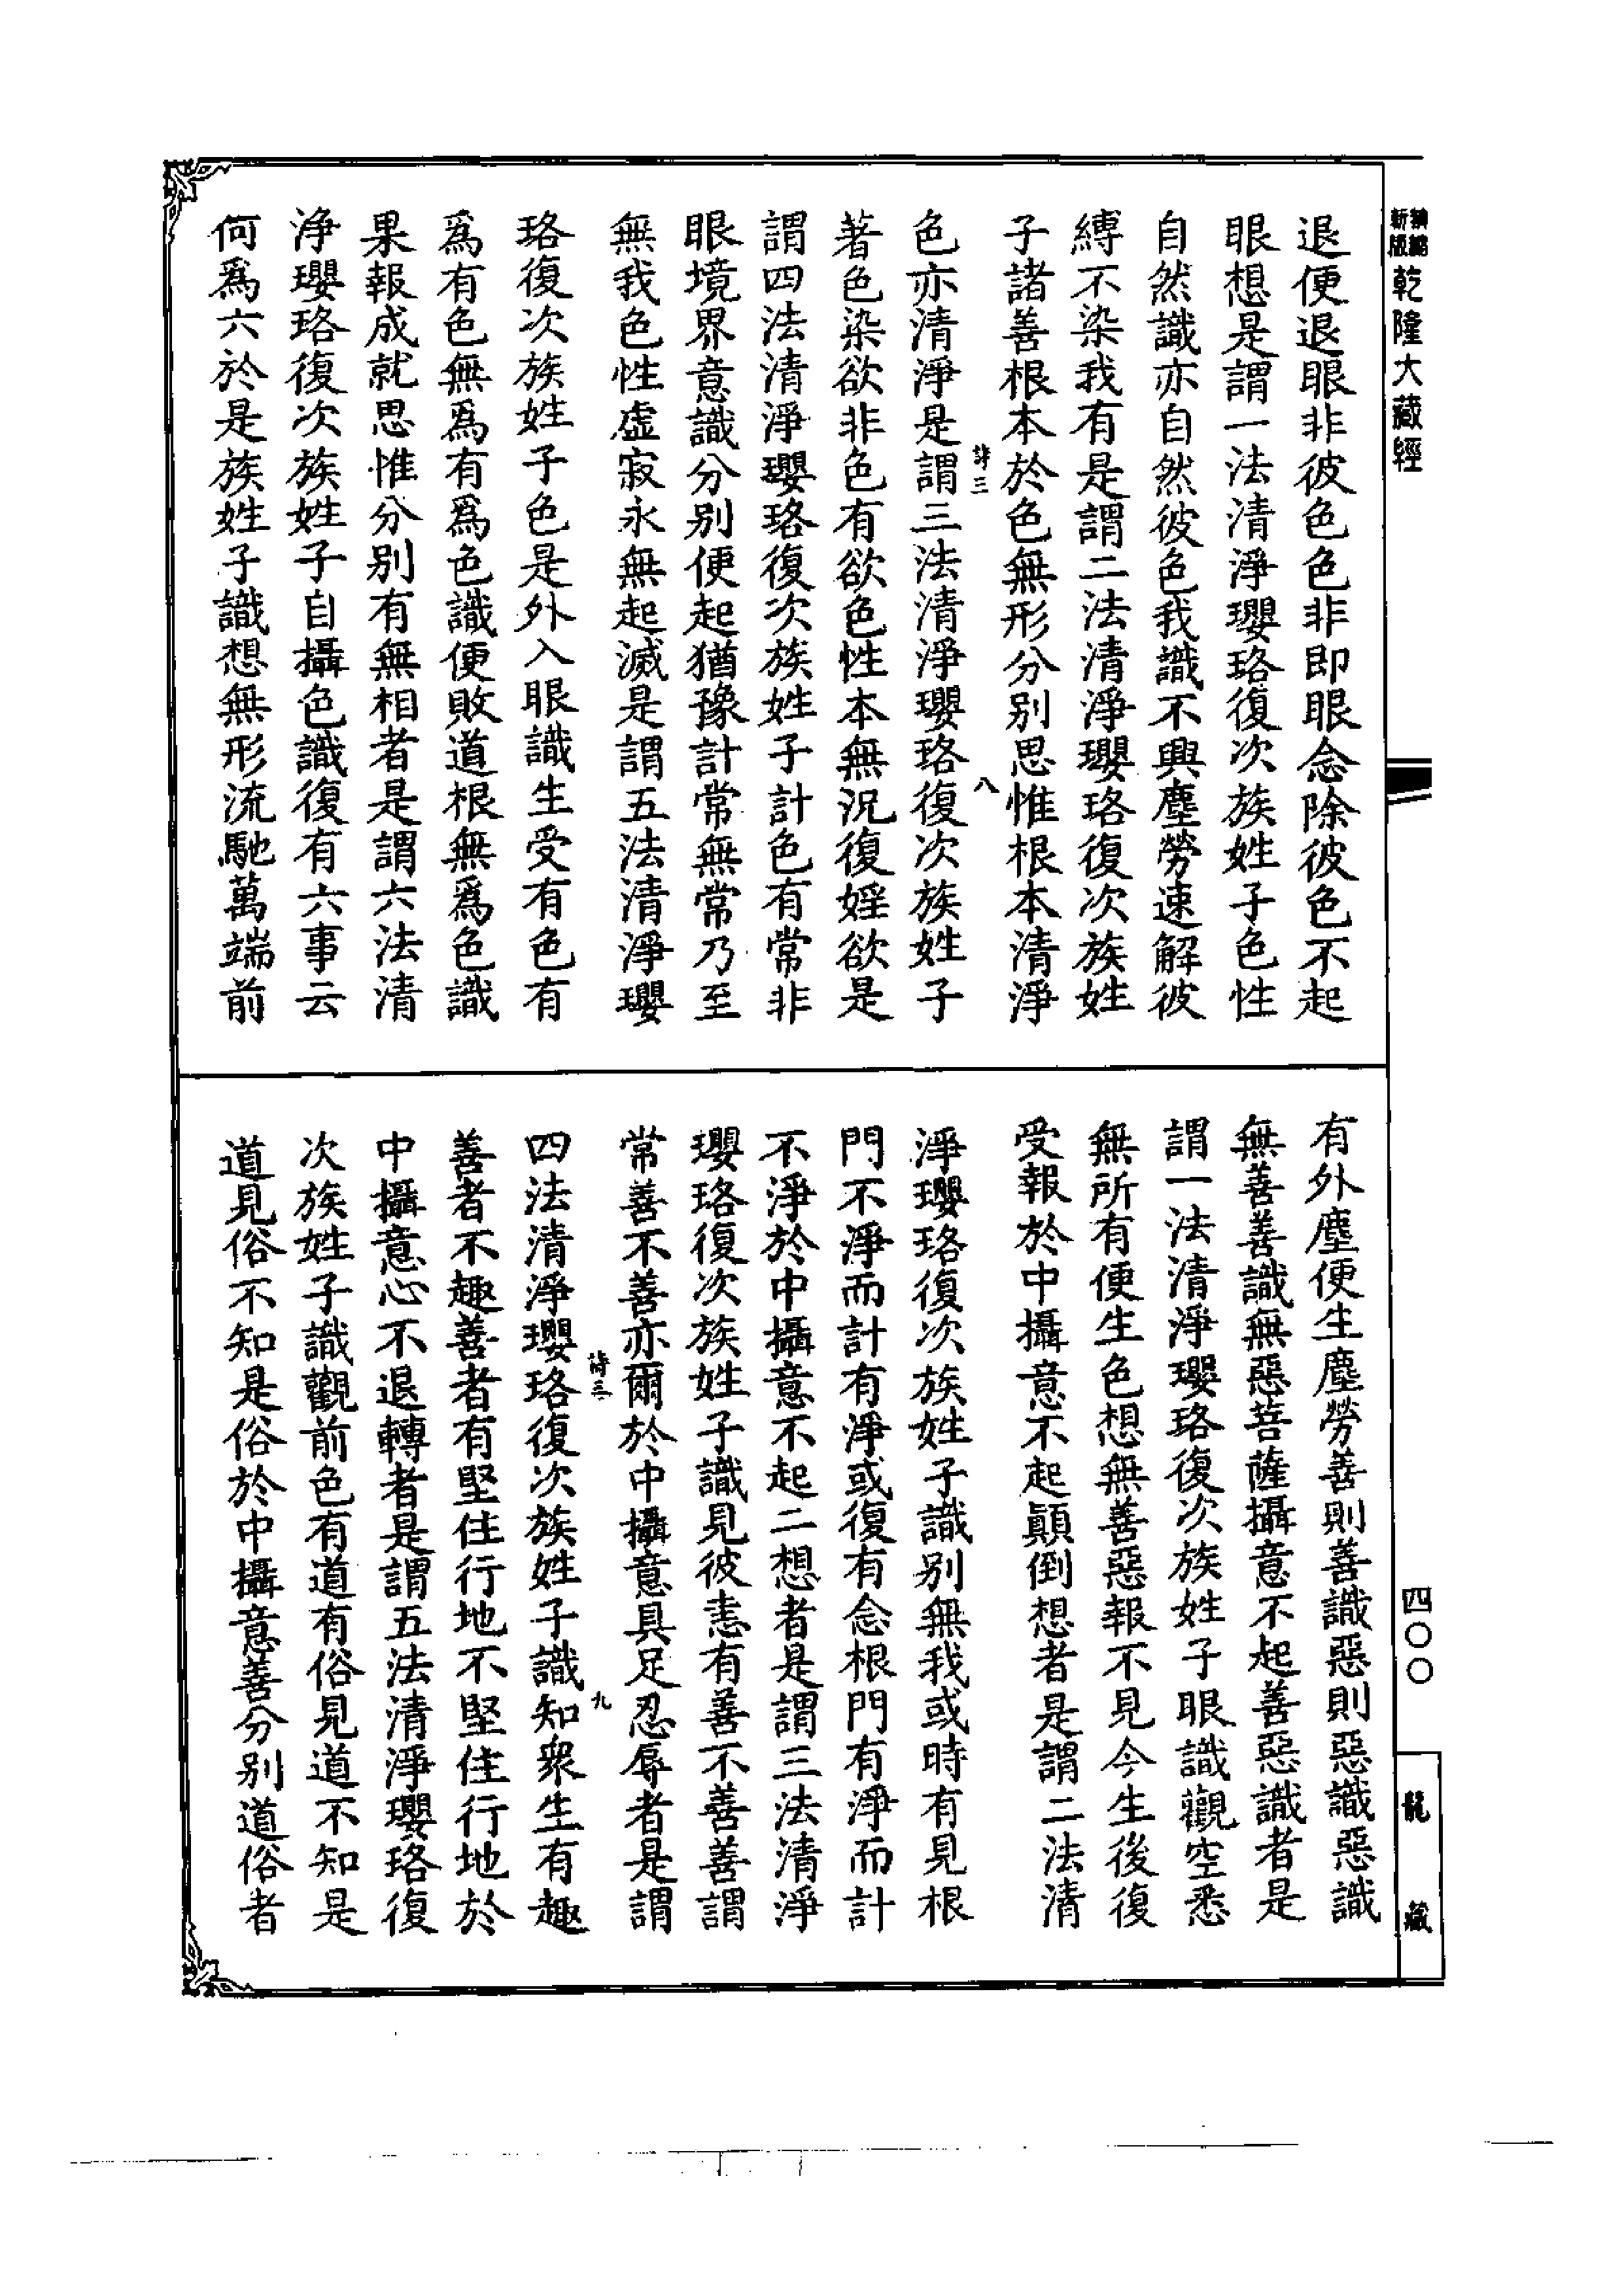 精縮新版乾隆大藏經
退便退眼非彼色色非即眼念除彼色不起
眼想是謂一法清淨瓔珞復次族姓子色性
自然識亦自然彼色我識不興塵勞速解彼
縛不染我有是謂二法清淨瓔珞復次族姓
子諸善根本於色無形分别思惟根本清淨
詩三 八
色亦清淨是謂三法清淨瓔珞復次族姓子
著色染欲非色有欲色性本無況復婬欲是
謂四法清淨瓔珞復次族姓子計色有常非
眼境界意識分别便起猶豫計常無常乃至
無我色性虛寂永無起滅是謂五法清淨瓔
珞復次族姓子色是外入眼識生受有色有
爲有色無爲有爲色識便敗道根無爲色識
果報成就思惟分别有無相者是謂六法清
淨瓔珞復次族姓子自攝色識復有六事云
何爲六於是族姓子識想無形流馳萬端前
有外塵便生塵勞善則善識惡則惡識惡識
無善善識無惡菩薩攝意不起善惡識者是
謂一法清淨瓔珞復次族姓子眼識觀空悉
無所有便生色想無善惡報不見今生後復
受報於中攝意不起顛倒想者是謂二法清
淨瓔珞復次族姓子識别無我或時有見根
門不淨而計有淨或復有念根門有淨而計
不淨於中攝意不起二想者是謂三法清淨
瓔珞復次族姓子識見彼恚有善不善善謂
常善不善亦爾於中攝意具足忍辱者是謂
詩三 九
四法清淨瓔珞復次族姓子識知衆生有趣
善者不趣善者有堅住行地不堅住行地於
中攝意心不退轉者是謂五法清淨瓔珞復
次族姓子識觀前色有道有俗見道不知是
道見俗不知是俗於中攝意善分别道俗者
四〇〇
龍藏